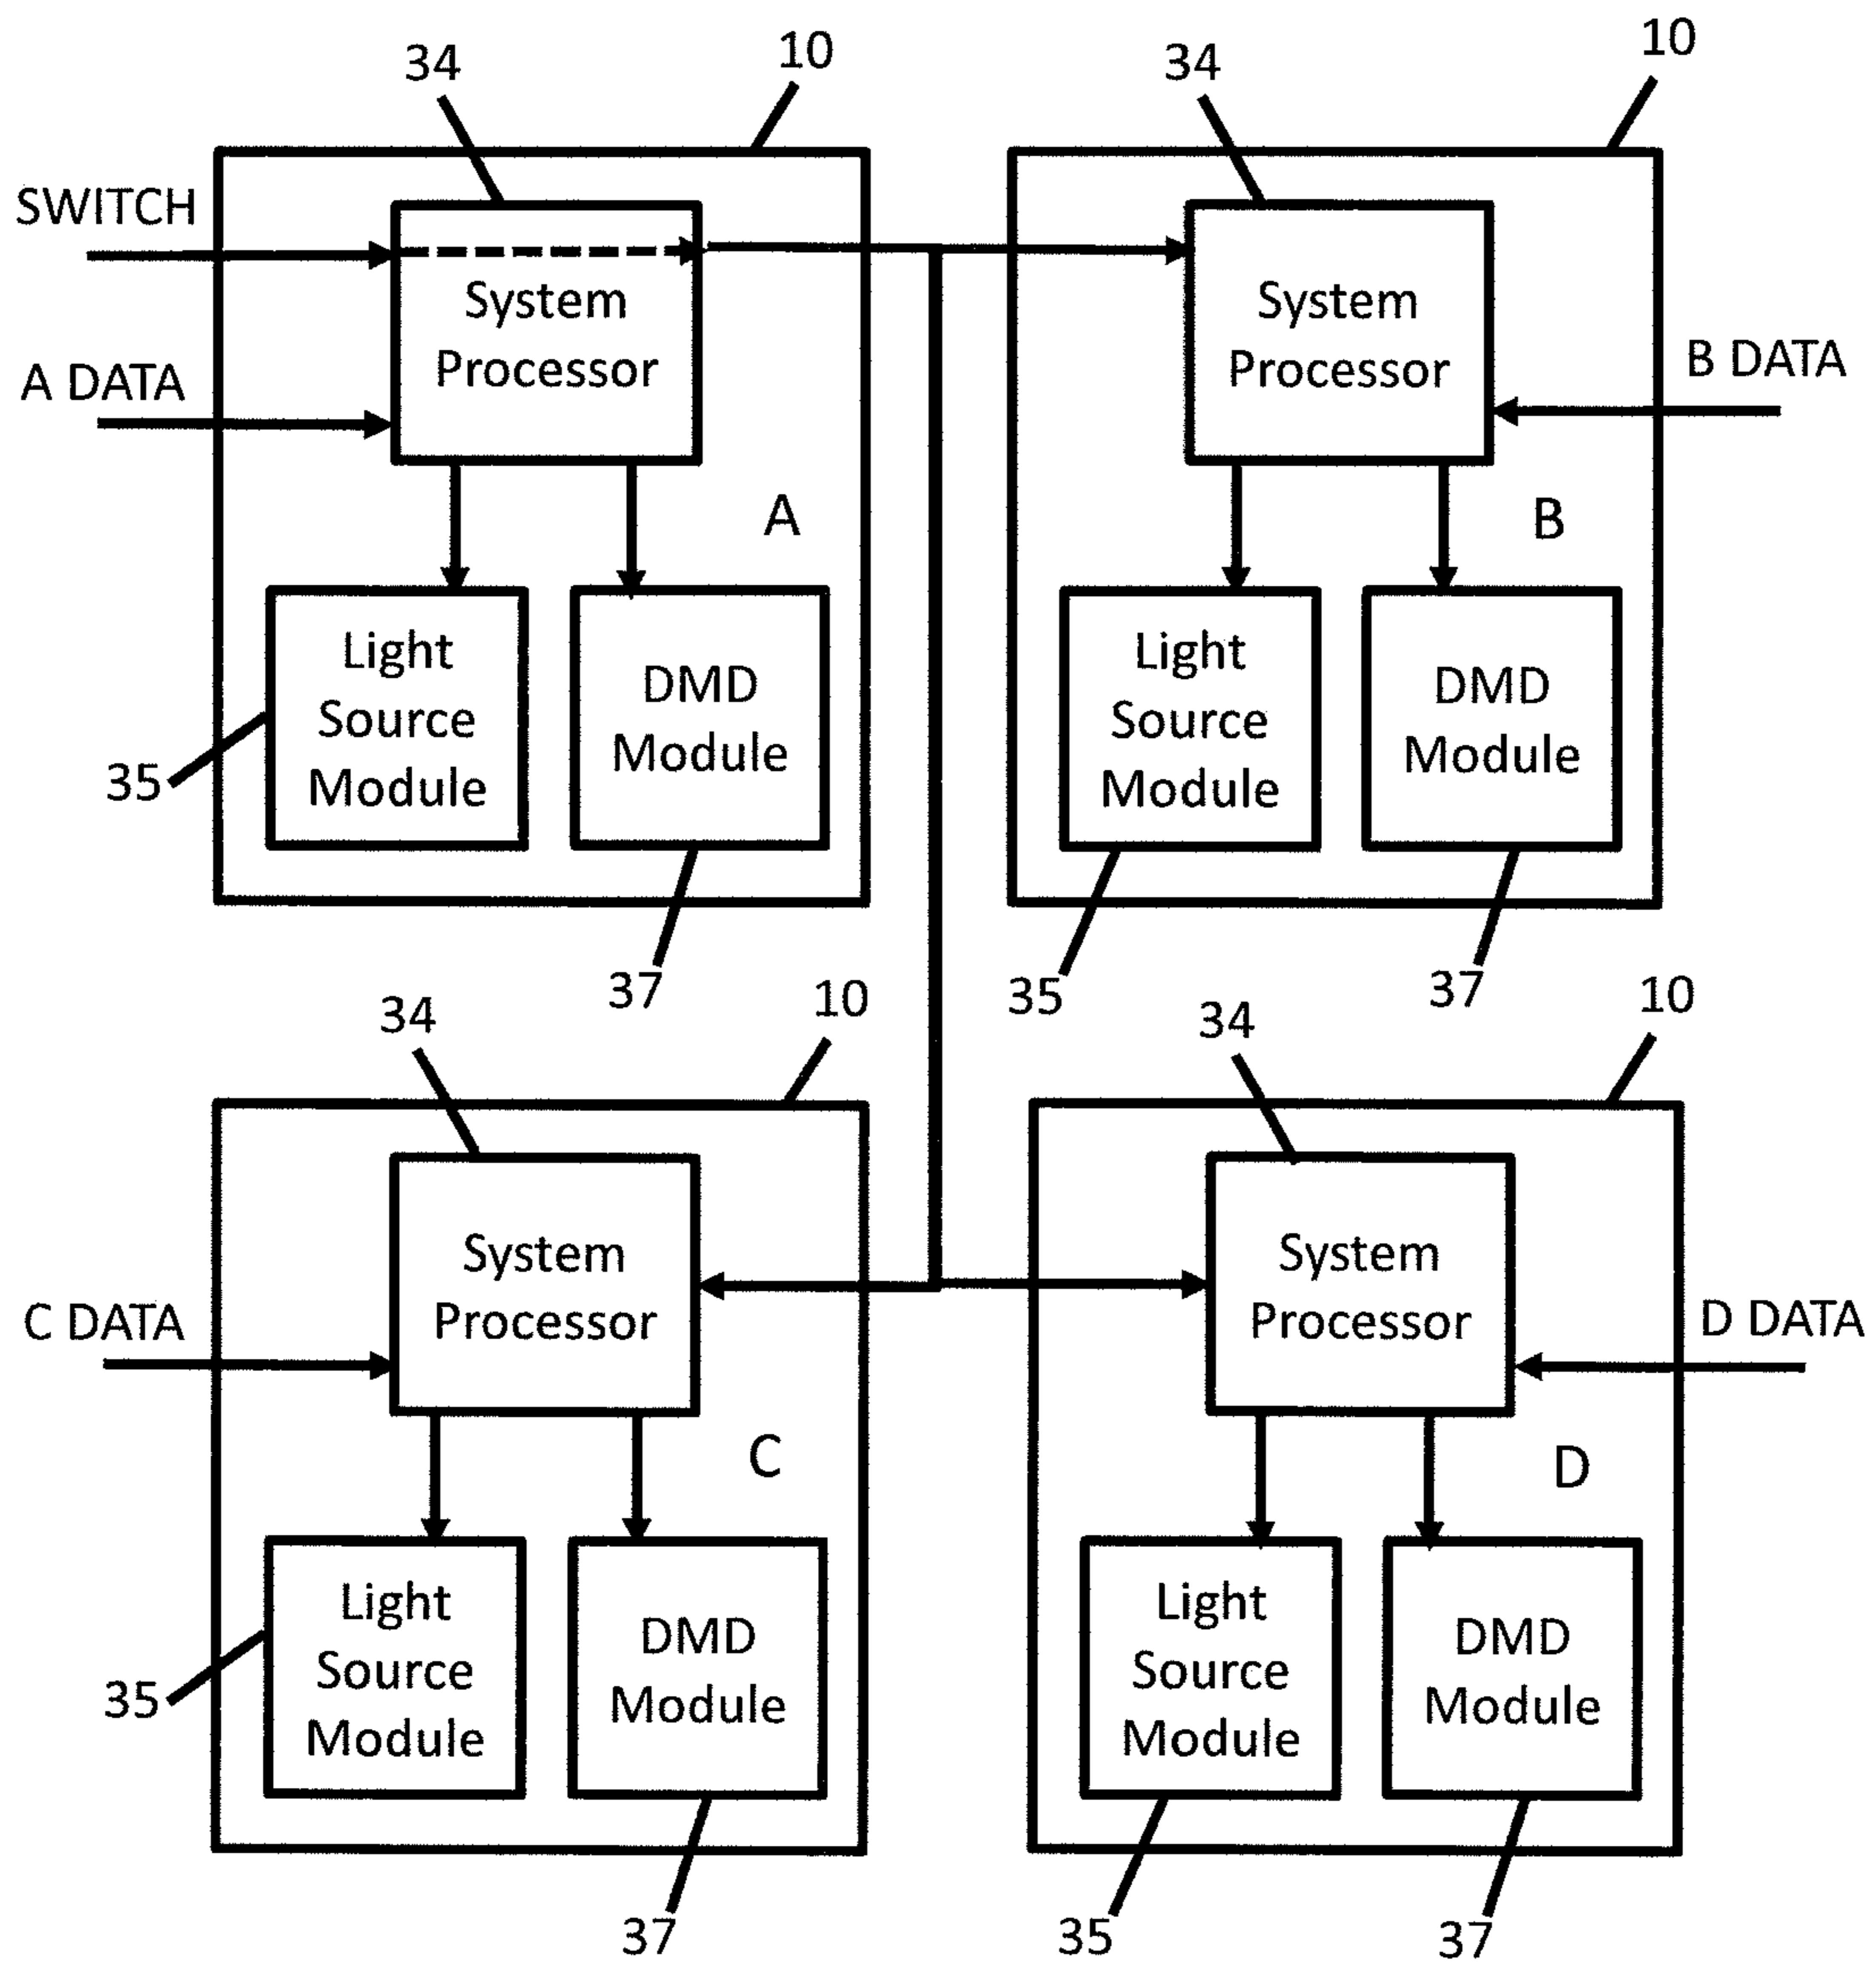 34
10
34
10
SWITCH
System
Processor
A DATA
System
Processor
B DATA
A
B
Light
Source
Module
DMD
Module
35
37
Light
Source
Module
DMD
Module
35
37
34
10
34
10
System
Processor
C DATA
System
Processor
D DATA
C
D
Light
Source
Module
DMD
Module
35
37
Light
Source
Module
DMD
Module
35
37